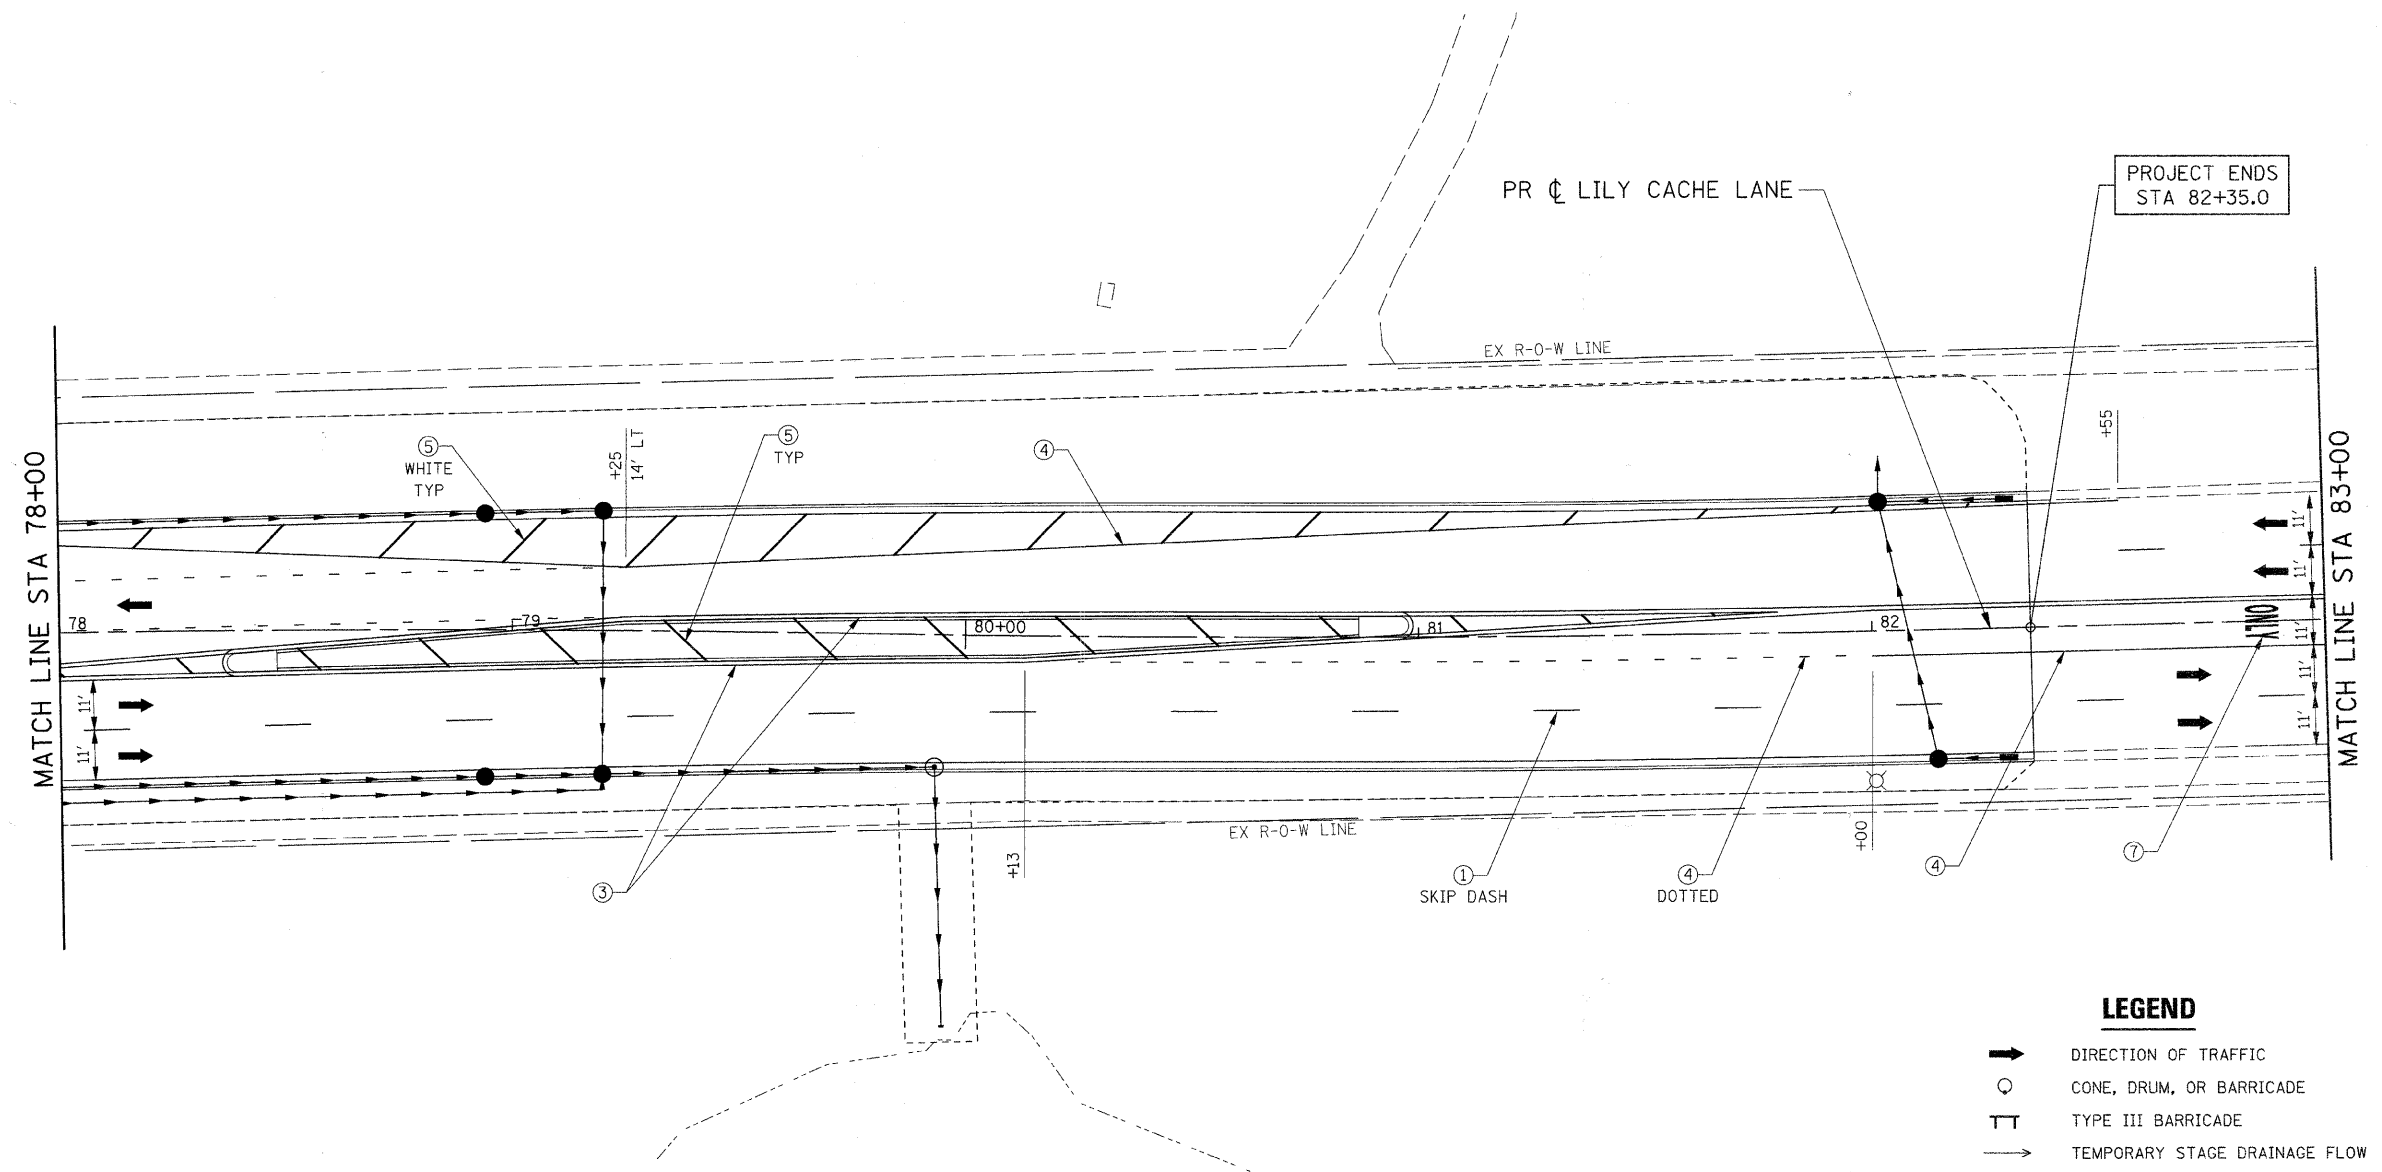 PR ℄ LILY CACHE LANE
PROJECT ENDS
STA 82+35.0
EX R-O-W LINE
MATCH LINE STA 78+00
MATCH LINE STA 83+00
5
WHITE
TYP
+25
14' LT
5
TYP
4
+55
11'
11'
11'
11'
11'
ONLY
78
79
80+00
81
82
11'
11'
EX R-O-W LINE
+13
+00
3
1
SKIP DASH
4
DOTTED
4
7
LEGEND
DIRECTION OF TRAFFIC
CONE, DRUM, OR BARRICADE
TYPE III BARRICADE
TEMPORARY STAGE DRAINAGE FLOW